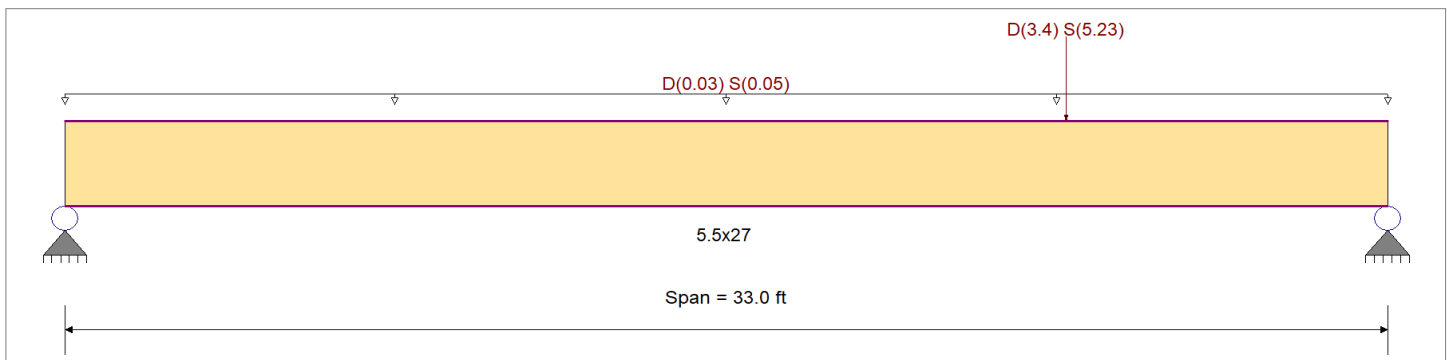 D(3.4) S(5.23)
D(0.03) S(0.05)
5.5x27
Span = 33.0 ft